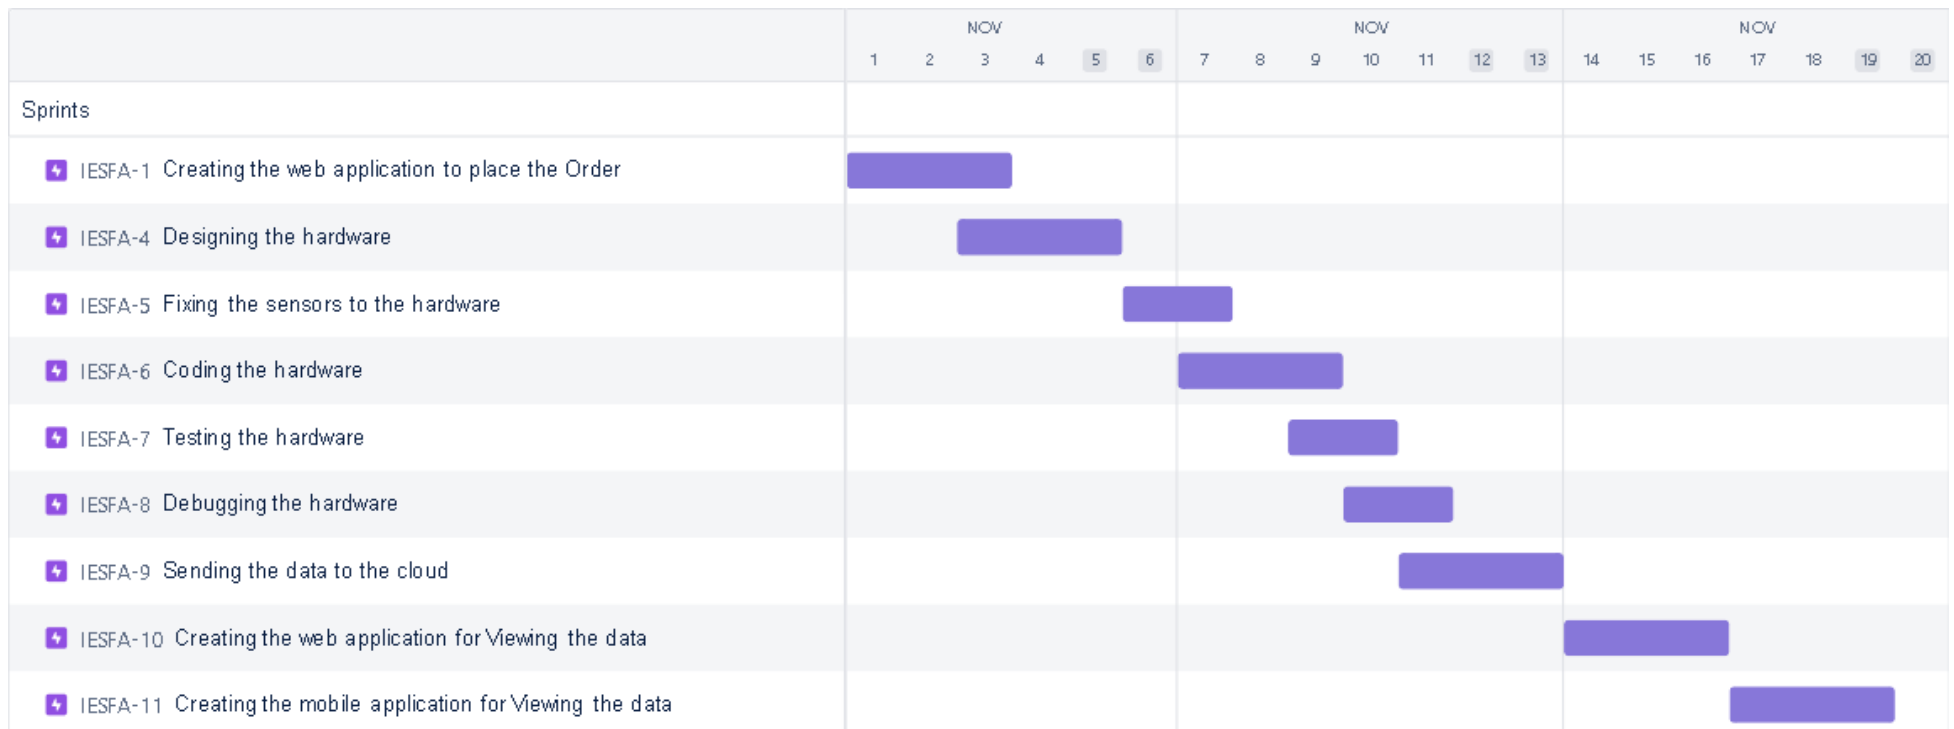 NOV NOV NOV
1 2 3 4 5 6 7 8 9 10 11 12 13 14 15 16 17 18 19 20
Sprints
IESFA-1 Creating the web application to place the Order
IESFA-4 Designing the hardware
IESFA-5 Fixing the sensors to the hardware
IESFA-6 Coding the hardware
IESFA-7 Testing the hardware
IESFA-8 Debugging the hardware
IESFA-9 Sending the data to the cloud
IESFA-10 Creating the web application for Viewing the data
IESFA-11 Creating the mobile application for Viewing the data